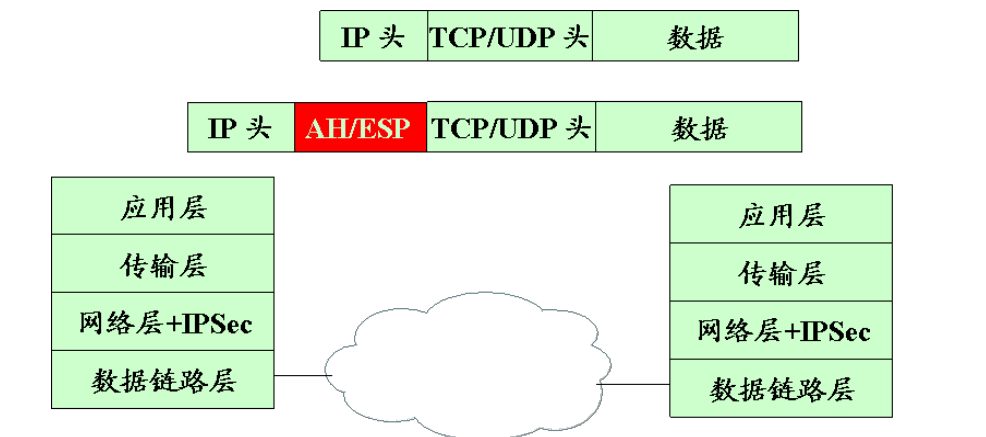 IP 头 TCP/UDP 头 数据
IP 头 AH/ESP TCP/UDP 头 数据
应用层
传输层
网络层+IPSec
数据链路层
应用层
传输层
网络层+IPSec
数据链路层